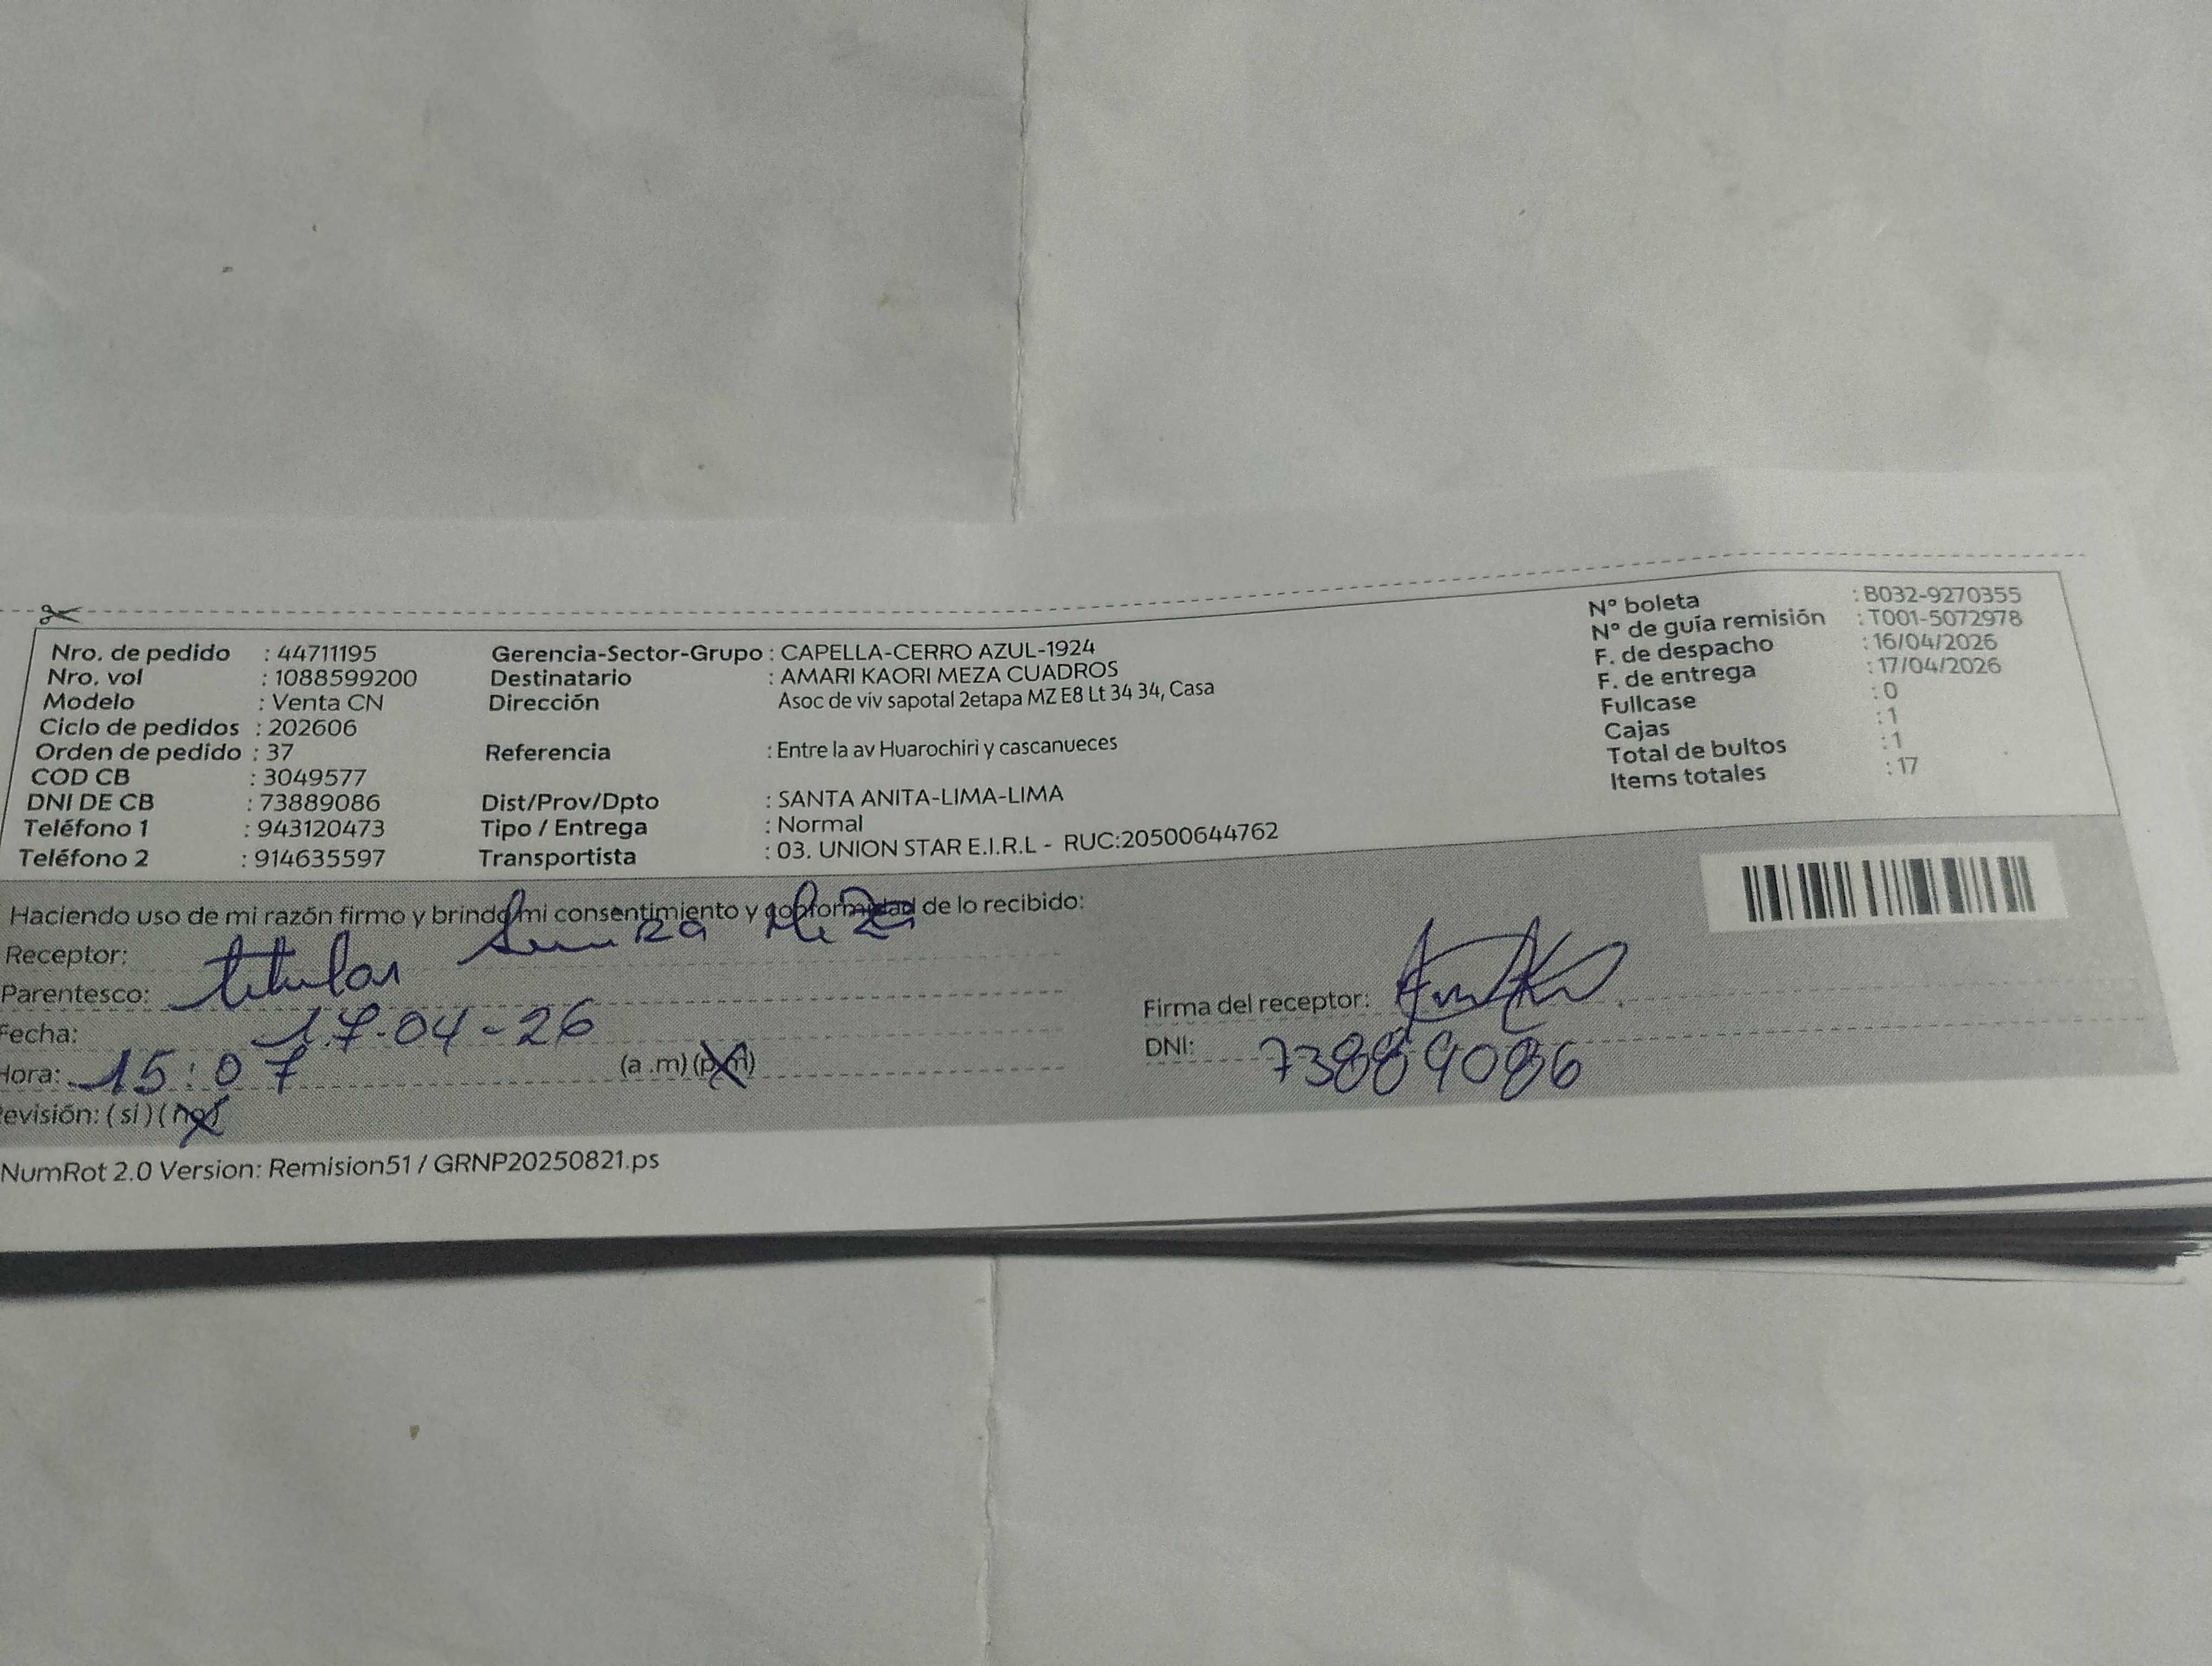 Nro. de pedido : 44711195 Gerencia-Sector-Grupo : CAPELLA-CERRO AZUL-1924 N° boleta : B032-9270355
Nro. vol : 1088599200 Destinatario : AMARI KAORI MEZA CUADROS N° de guía remisión : T001-5072978
Modelo : Venta CN Dirección Asoc de viv sapotal 2etapa MZ E8 Lt 34 34, Casa F. de despacho : 16/04/2026
Ciclo de pedidos : 202606 F. de entrega : 17/04/2026
Orden de pedido : 37 Referencia : Entre la av Huarochiri y cascanueces Fullcase : 0
COD CB : 3049577 Cajas : 1
DNI DE CB : 73889086 Dist/Prov/Dpto : SANTA ANITA-LIMA-LIMA Total de bultos : 1
Teléfono 1 : 943120473 Tipo / Entrega : Normal Items totales : 17
Teléfono 2 : 914635597 Transportista : 03. UNION STAR E.I.R.L - RUC:20500644762
Haciendo uso de mi razón firmo y brindo mi consentimiento y conformidad de lo recibido:
Receptor: Meza
Parentesco: titular Firma del receptor:
Fecha: 17-04-26 DNI: 73889086
Hora: 15:07 (a .m) (p.m)
Revisión: (si) (no)
NumRot 2.0 Version: Remision51 / GRNP20250821.ps